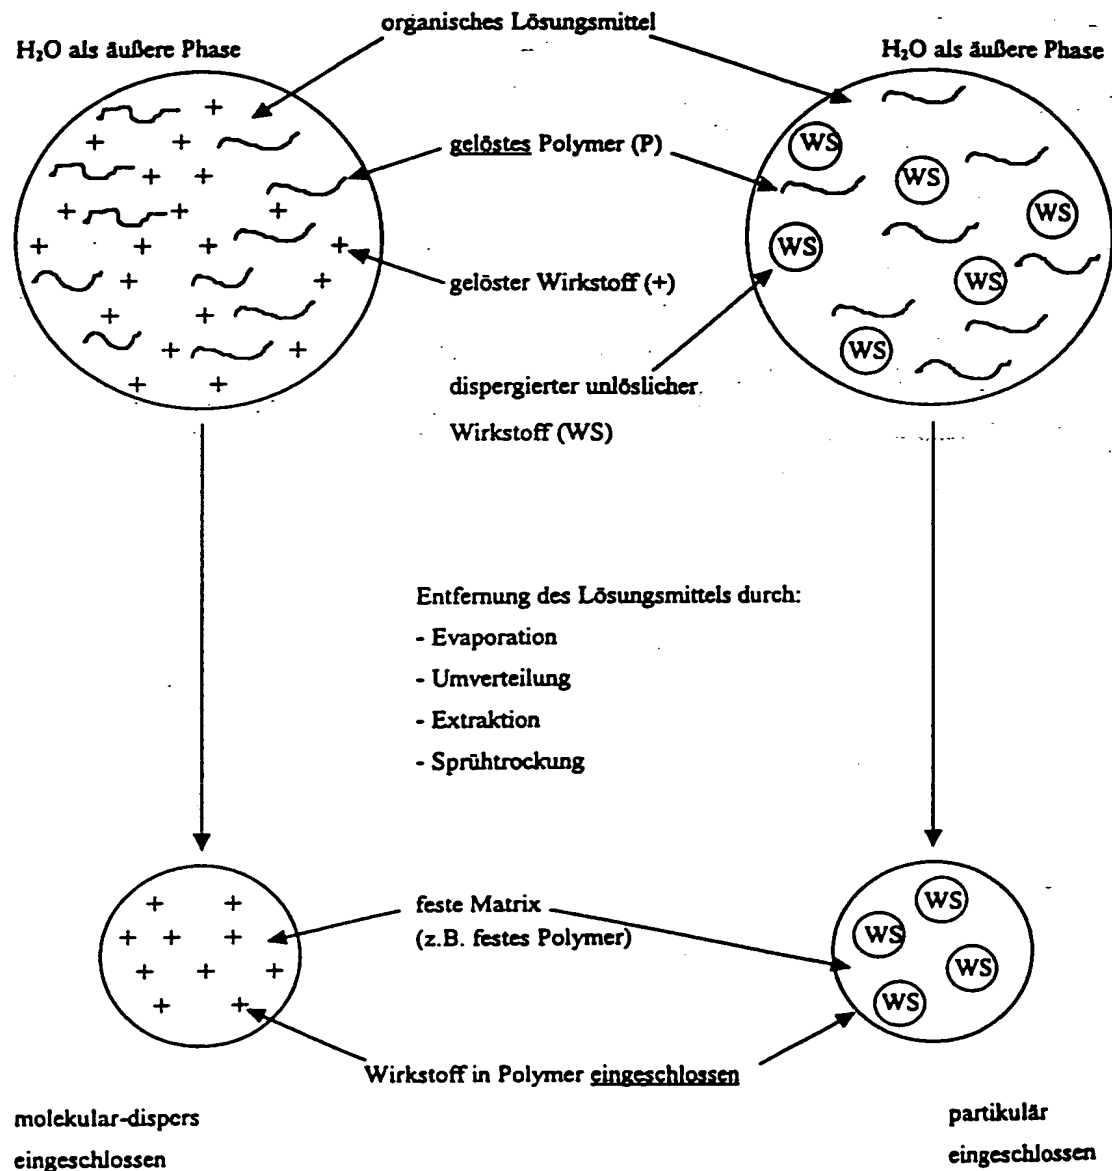 organisches Lösungsmittel
H₂O als äußere Phase
H₂O als äußere Phase
+
+ +
WS
gelöstes Polymer (P)
+ +
WS
+ + +
WS
+ + + +
WS
+ +
gelöster Wirkstoff (+)
WS
+ +
+ +
WS
+ +
dispergierter unlöslicher
Wirkstoff (WS)
Entfernung des Lösungsmittels durch:
- Evaporation
- Umverteilung
- Extraktion
- Sprühtrockung
+ +
feste Matrix
WS
+ + +
(z.B. festes Polymer)
WS
+ + +
WS
+ +
WS
Wirkstoff in Polymer eingeschlossen
molekular-dispers
eingeschlossen
partikulär
eingeschlossen